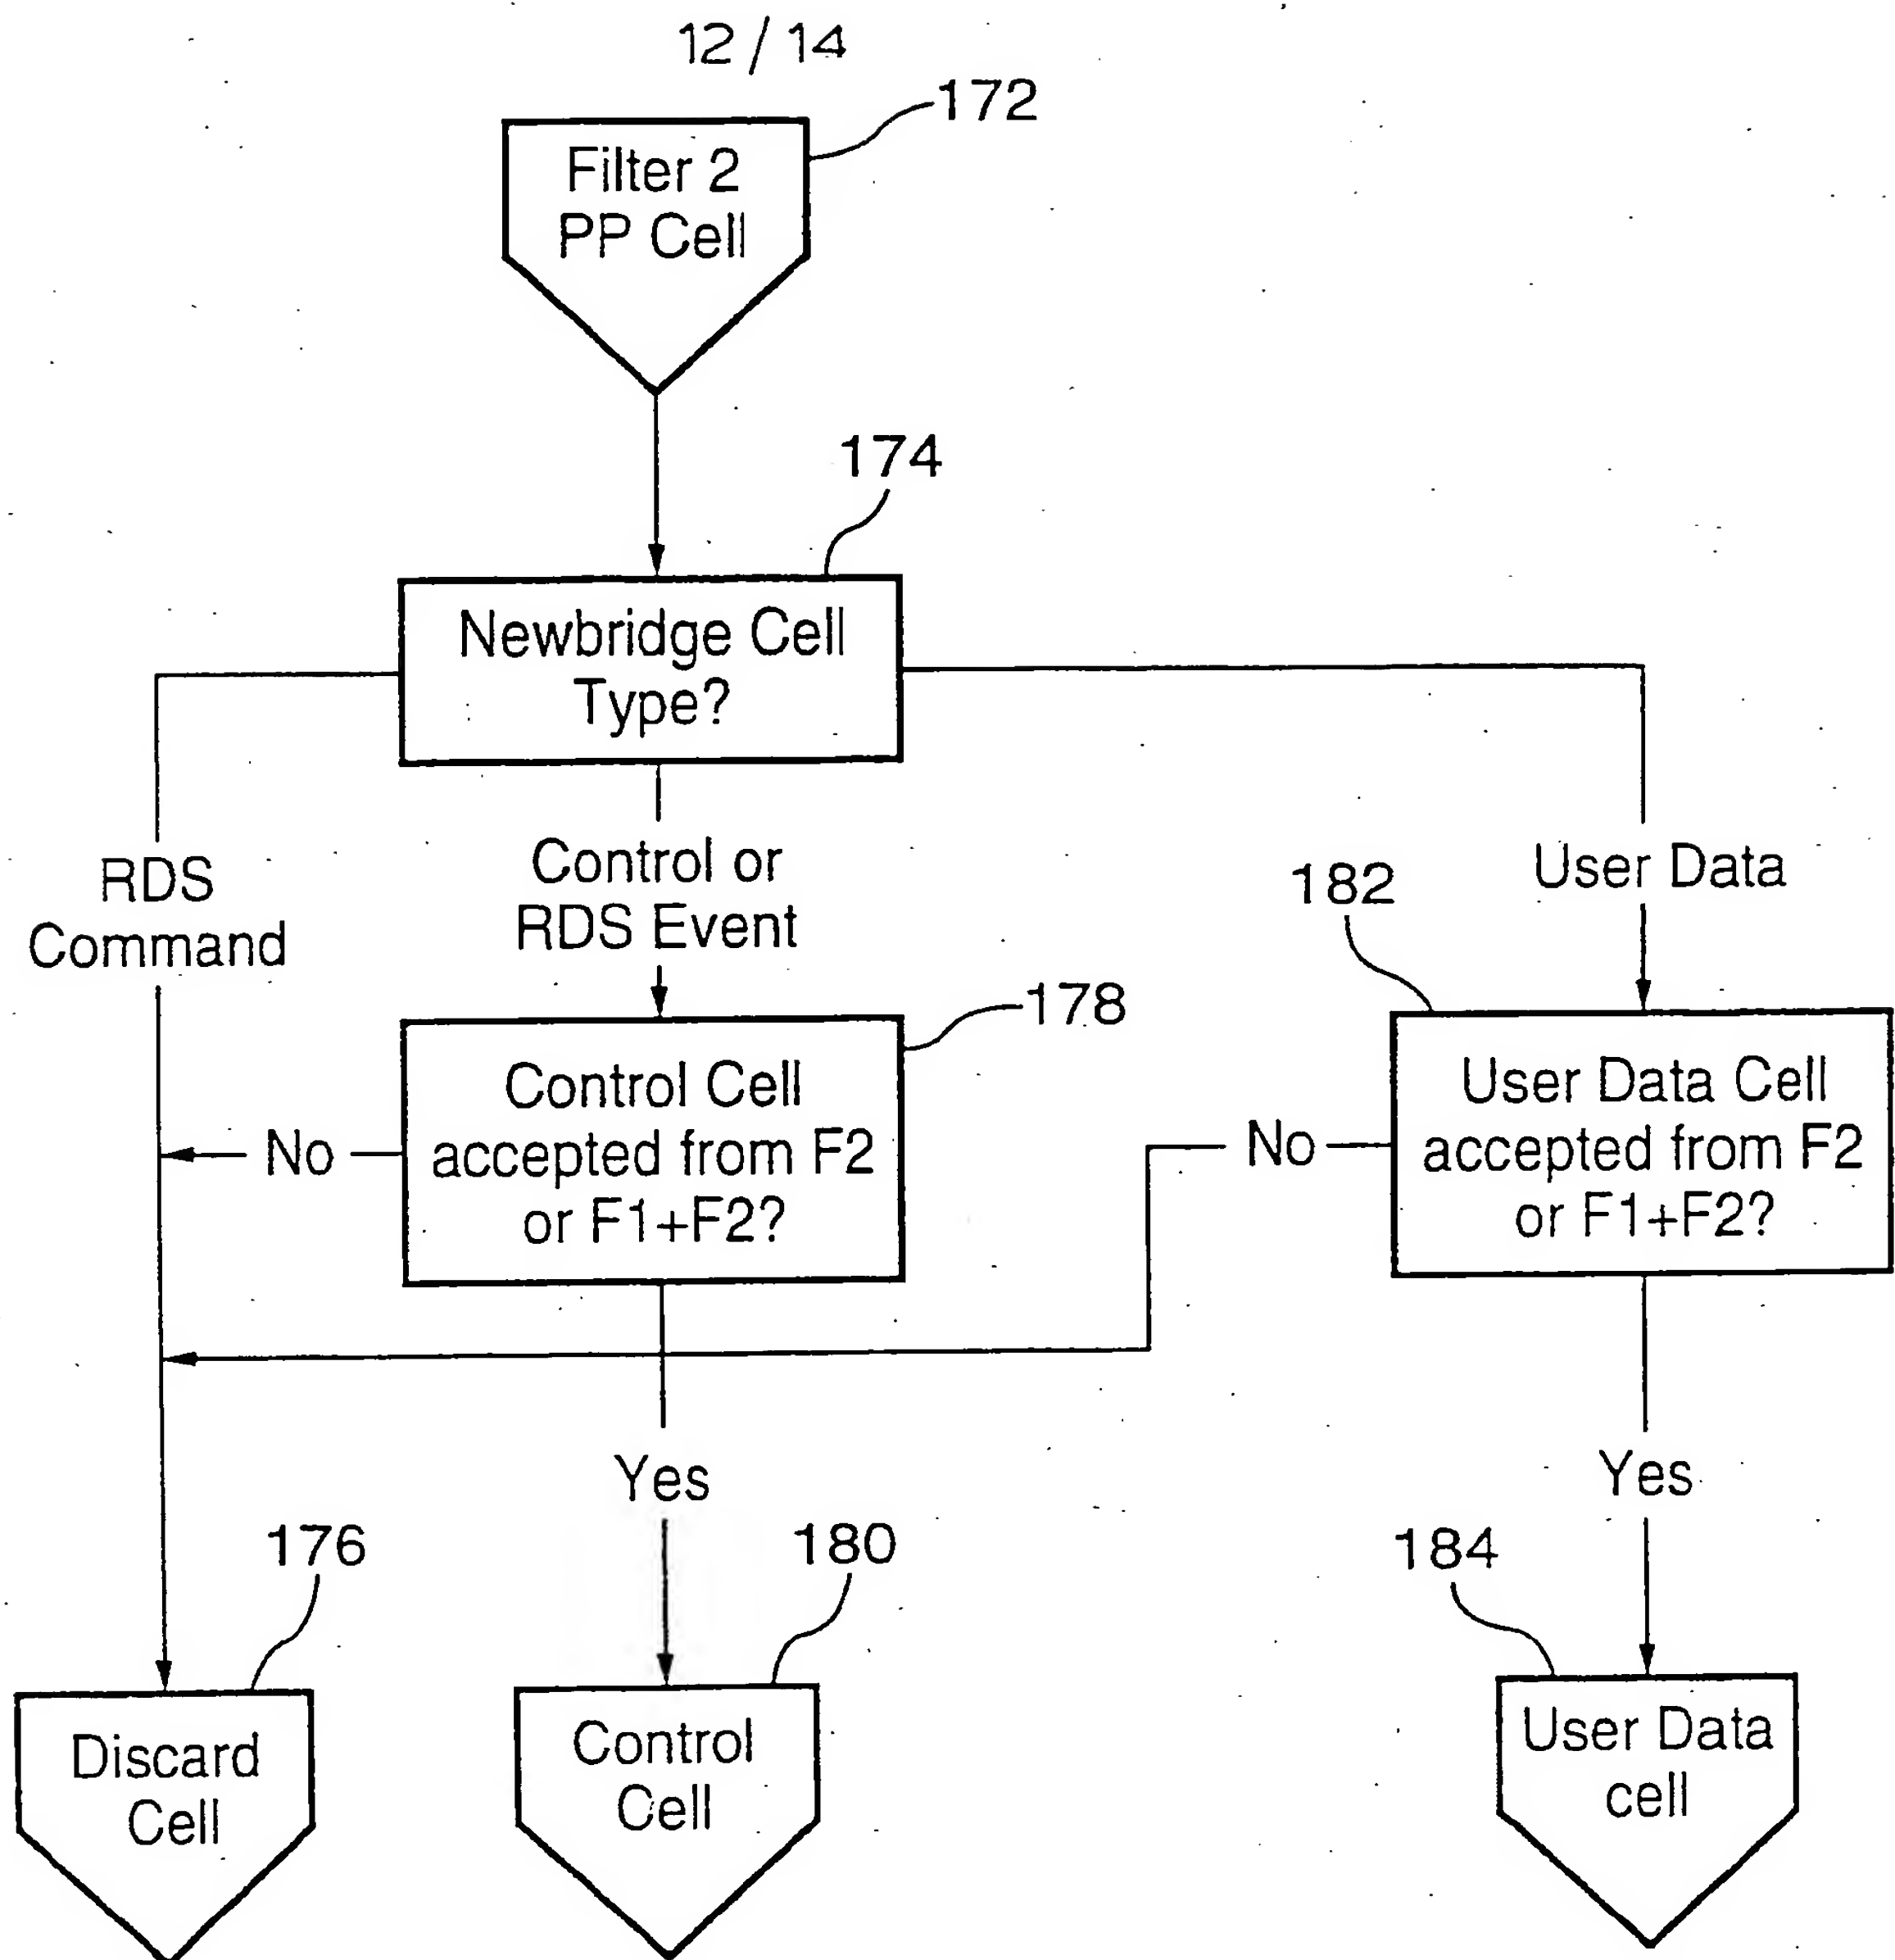 12/14
172
Filter 2
PP Cell
174
Newbridge Cell
Type?
RDS
Command
Control or
RDS Event
User Data
182
178
Control Cell
accepted from F2
or F1+F2?
No
User Data Cell
accepted from F2
or F1+F2?
No
Yes
Yes
176
180
184
Discard
Cell
Control
Cell
User Data
cell